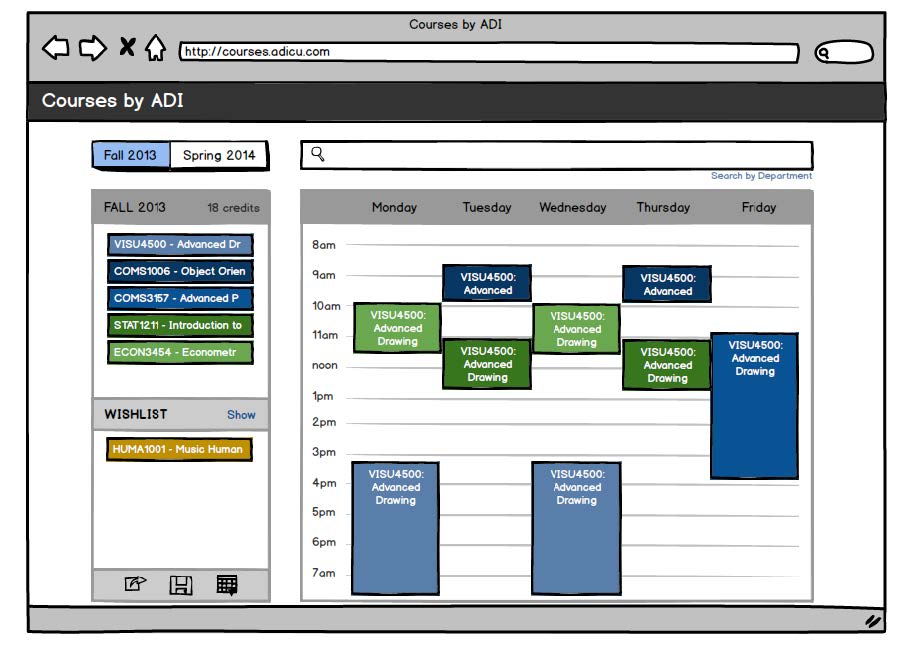 Courses by ADI
http://courses.adicu.com
Courses by ADI
Fall 2013 Spring 2014
Search by Department
FALL 2013 18 credits
VISU4500 - Advanced Dr
COMS1006 - Object Orien
COMS3157 - Advanced P
STAT1211 - Introduction to
ECON3454 - Econometr
WISHLIST Show
HUMA1001 - Music Human
Monday Tuesday Wednesday Thursday Friday
8am
9am
10am
11am
noon
1pm
2pm
3pm
4pm
5pm
6pm
7am
VISU4500:
Advanced
Drawing
VISU4500:
Advanced
Drawing
VISU4500:
Advanced
VISU4500:
Advanced
Drawing
VISU4500:
Advanced
Drawing
VISU4500:
Advanced
Drawing
VISU4500:
Advanced
VISU4500:
Advanced
Drawing
VISU4500:
Advanced
Drawing